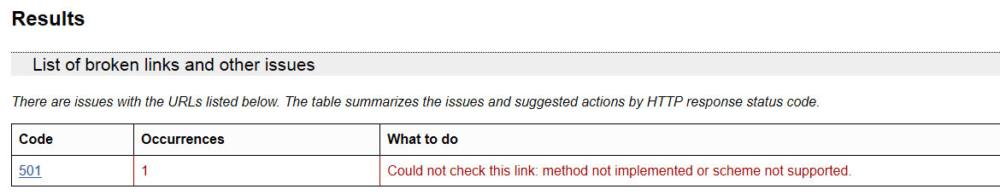 Results
List of broken links and other issues
There are issues with the URLs listed below. The table summarizes the issues and suggested actions by HTTP response status code.
Code Occurrences What to do
501 1 Could not check this link: method not implemented or scheme not supported.